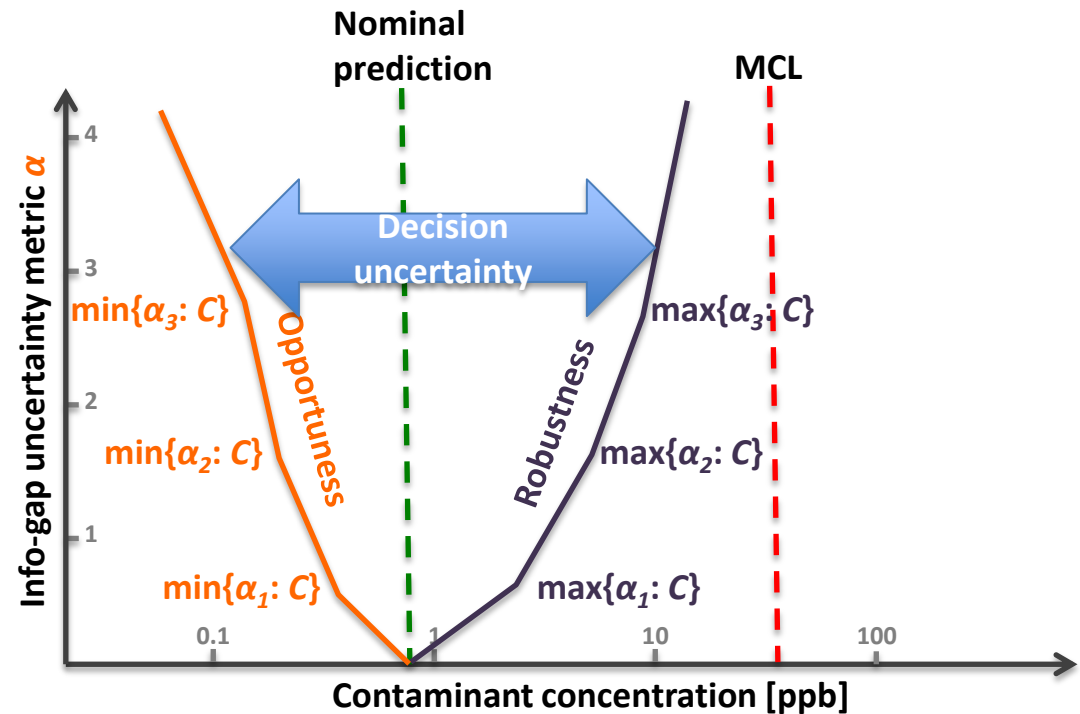 Nominal
prediction
MCL
Info-gap uncertainty metric α
4
3
2
1
Decision
uncertainty
min{α3: C}
max{α3: C}
Opportuness
Robustness
min{α2: C}
max{α2: C}
min{α1: C}
max{α1: C}
0.1
1
10
100
Contaminant concentration [ppb]